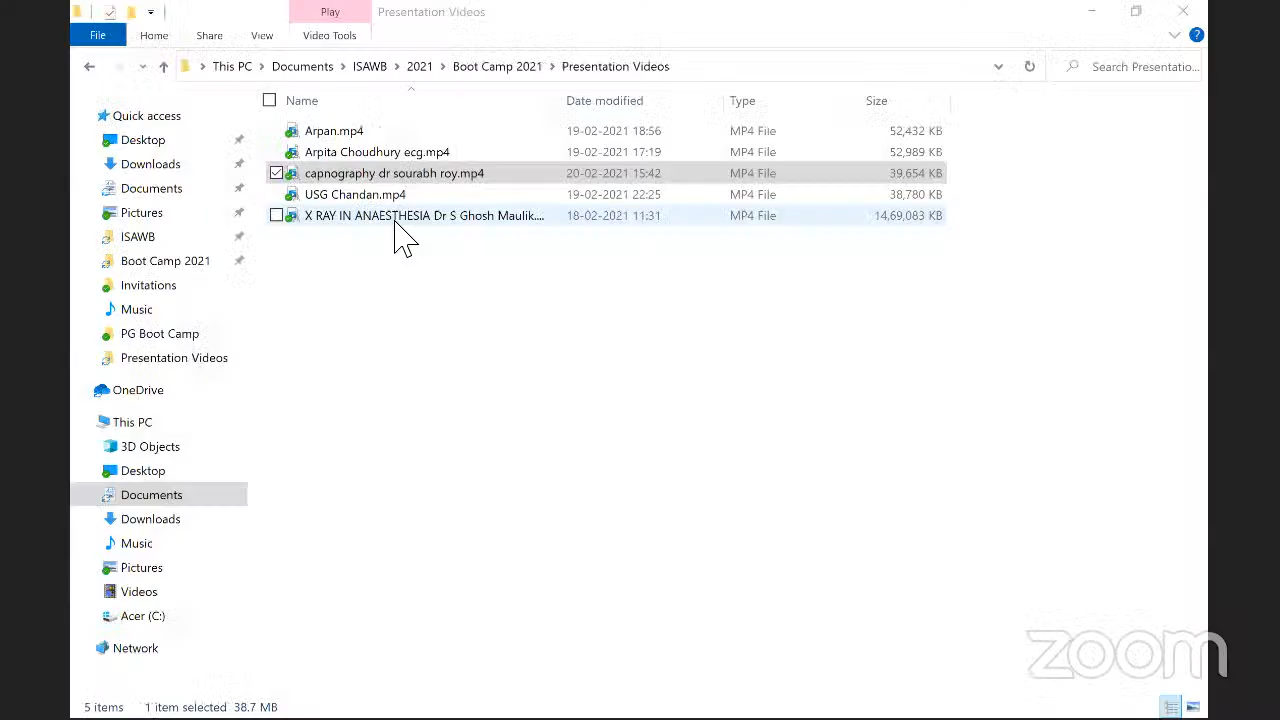 Play Presentation Videos
File Home Share View Video Tools
This PC Documents ISAWB 2021 Boot Camp 2021 Presentation Videos Search Presentatio...
Name Date modified Type Size
Arpan.mp4 19-02-2021 18:56 MP4 File 52,432 KB
Arpita Choudhury ecg.mp4 19-02-2021 17:19 MP4 File 52,989 KB
capnography dr sourabh roy.mp4 20-02-2021 15:42 MP4 File 39,654 KB
USG Chandan.mp4 19-02-2021 22:25 MP4 File 38,780 KB
X RAY IN ANAESTHESIA Dr S Ghosh Maulik.... 18-02-2021 11:31 MP4 File 14,69,083 KB
Quick access
Desktop
Downloads
Documents
Pictures
ISAWB
Boot Camp 2021
Invitations
Music
PG Boot Camp
Presentation Videos
OneDrive
This PC
3D Objects
Desktop
Documents
Downloads
Music
Pictures
Videos
Acer (C:)
Network
zoom
5 items 1 item selected 38.7 MB